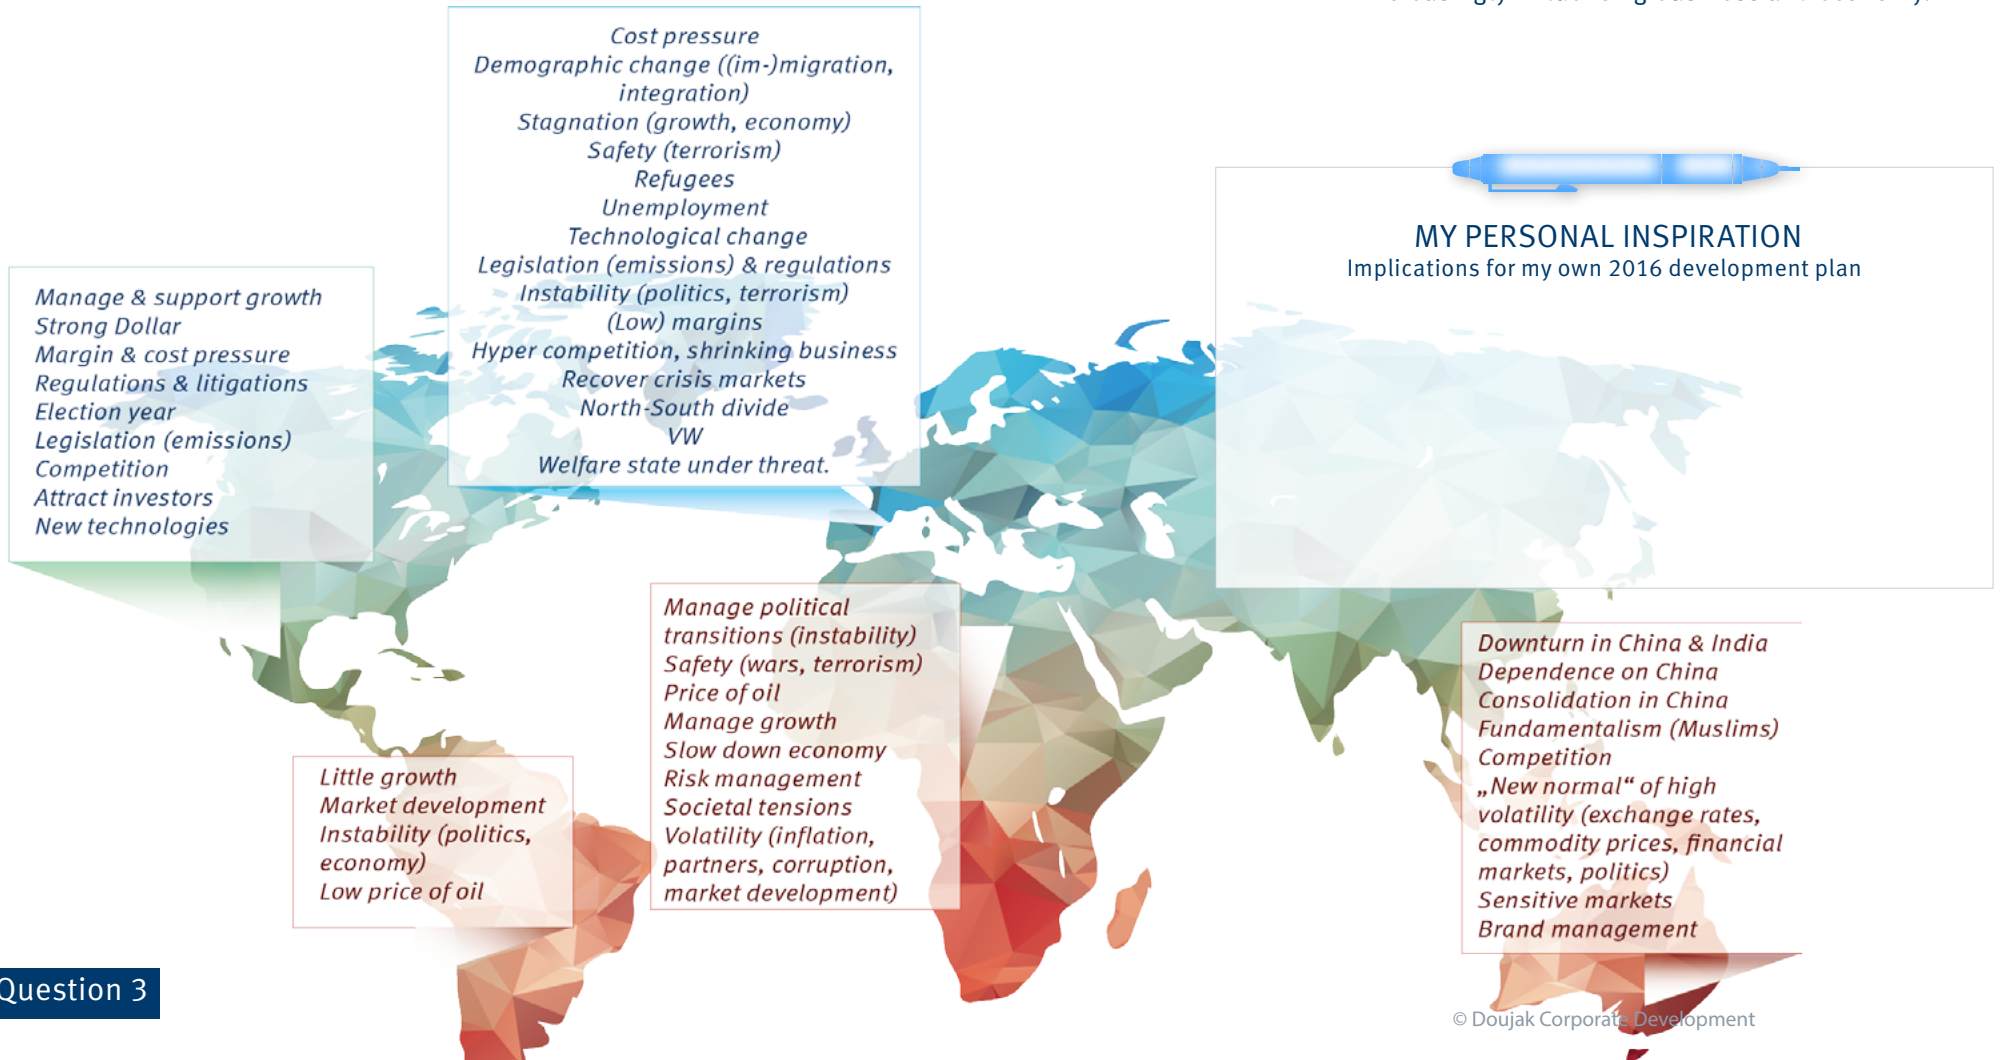 Cost pressure
Demographic change ((im-)migration,
integration)
Stagnation (growth, economy)
Safety (terrorism)
Refugees
Unemployment
Technological change
Legislation (emissions) & regulations
Instability (politics, terrorism)
(Low) margins
Hyper competition, shrinking business
Recover crisis markets
North-South divide
VW
Welfare state under threat.
MY PERSONAL INSPIRATION
Implications for my own 2016 development plan
Manage & support growth
Strong Dollar
Margin & cost pressure
Regulations & litigations
Election year
Legislation (emissions)
Competition
Attract investors
New technologies
Manage political
transitions (instability)
Safety (wars, terrorism)
Price of oil
Manage growth
Slow down economy
Risk management
Societal tensions
Volatility (inflation,
partners, corruption,
market development)
Downturn in China & India
Dependence on China
Consolidation in China
Fundamentalism (Muslims)
Competition
„New normal“ of high
volatility (exchange rates,
commodity prices, financial
markets, politics)
Sensitive markets
Brand management
Little growth
Market development
Instability (politics,
economy)
Low price of oil
Question 3
© Doujak Corporate Development